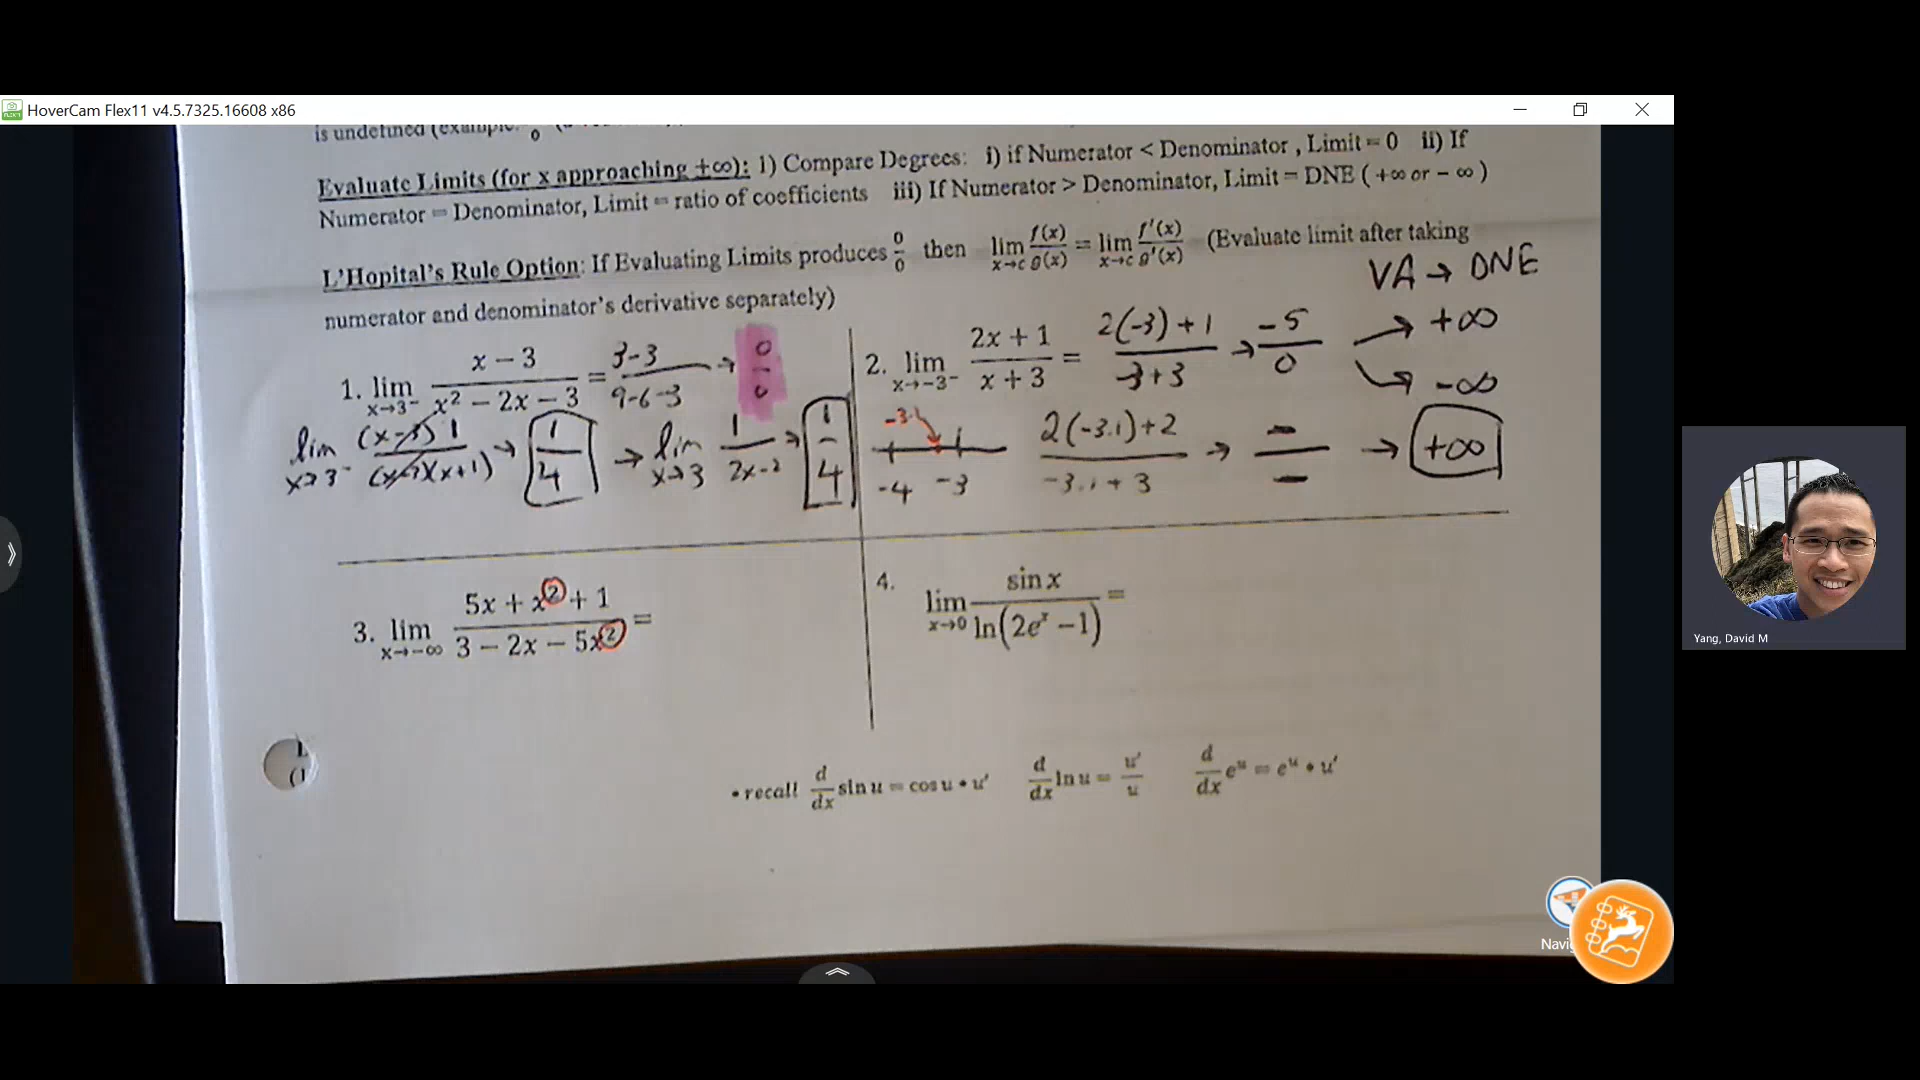 HoverCam Flex11 v4.5.7325.16608 x86
is undefined (example: 0
Evaluate Limits (for x approaching ±∞): 1) Compare Degrees: i) if Numerator < Denominator , Limit = 0 ii) If
Numerator = Denominator, Limit = ratio of coefficients iii) If Numerator > Denominator, Limit = DNE ( +∞ or − ∞ )
L'Hopital's Rule Option: If Evaluating Limits produces 0/0 then lim x→c f(x)/g(x) = lim x→c f'(x)/g'(x) (Evaluate limit after taking
numerator and denominator's derivative separately)
VA → DNE
1. lim x→3⁻ (x − 3)/(x² − 2x − 3) = (3-3)/(9-6-3) → 0/0
lim x→3⁻ (x-3) 1/(x-3)(x+1) → 1/4 → lim x→3 1/(2x-2) → 1/4
2. lim x→−3⁻ (2x + 1)/(x + 3) = (2(-3)+1)/(-3+3) → -5/0 → +∞
→ -∞
-3.1
-4 -3
(2(-3.1)+2)/(-3.1+3) → −/− → +∞
3. lim x→−∞ (5x + x² + 1)/(3 − 2x − 5x²) =
4. lim x→0 sin x/ln(2eˣ − 1) =
• recall d/dx sin u = cos u • u' d/dx ln u = u'/u d/dx eᵘ = eᵘ • u'
Yang, David M